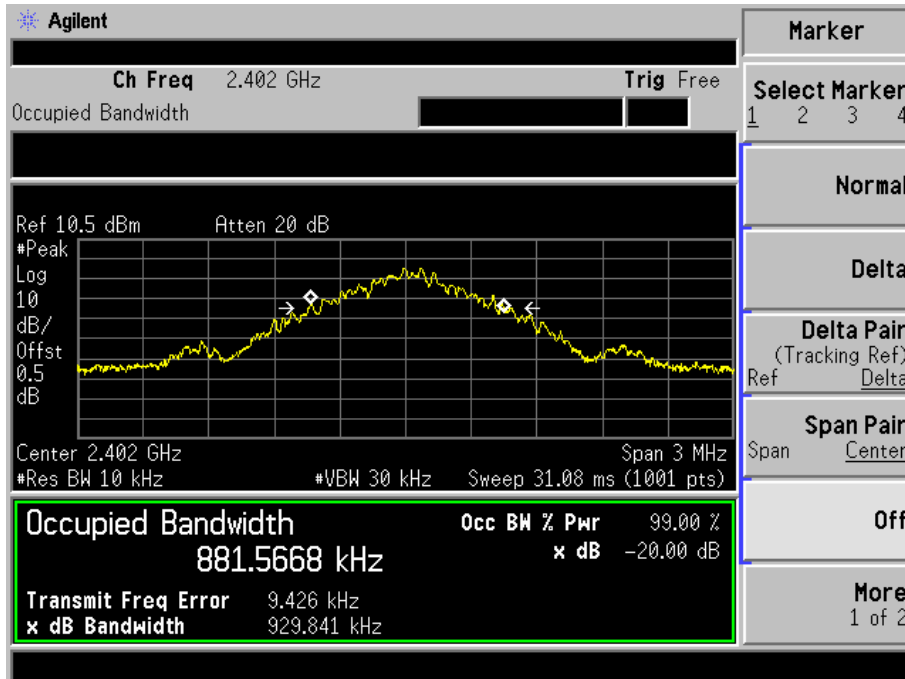 Agilent
Marker
Ch Freq 2.402 GHz Trig Free
Occupied Bandwidth
Select Marker
1 2 3 4
Normal
Ref 10.5 dBm Atten 20 dB
#Peak
Log
10
dB/
Offst
0.5
dB
Delta
Delta Pair
(Tracking Ref)
Ref Delta
Span Pair
Span Center
Center 2.402 GHz Span 3 MHz
#Res BW 10 kHz #VBW 30 kHz Sweep 31.08 ms (1001 pts)
Off
Occupied Bandwidth Occ BW % Pwr 99.00 %
881.5668 kHz x dB -20.00 dB
Transmit Freq Error 9.426 kHz
x dB Bandwidth 929.841 kHz
More
1 of 2